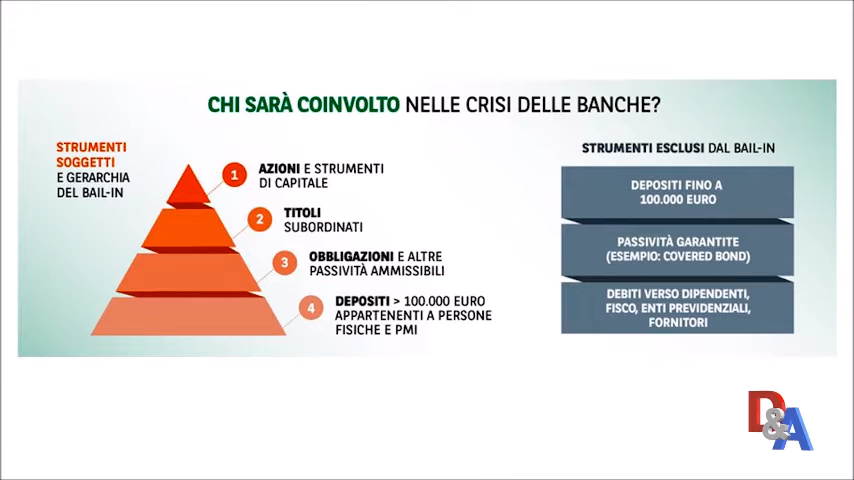 CHI SARÀ COINVOLTO NELLE CRISI DELLE BANCHE?
STRUMENTI
SOGGETTI
E GERARCHIA
DEL BAIL-IN
1
AZIONI E STRUMENTI
DI CAPITALE
2
TITOLI
SUBORDINATI
3
OBBLIGAZIONI E ALTRE
PASSIVITÀ AMMISSIBILI
4
DEPOSITI > 100.000 EURO
APPARTENENTI A PERSONE
FISICHE E PMI
STRUMENTI ESCLUSI DAL BAIL-IN
DEPOSITI FINO A
100.000 EURO
PASSIVITÀ GARANTITE
(ESEMPIO: COVERED BOND)
DEBITI VERSO DIPENDENTI,
FISCO, ENTI PREVIDENZIALI,
FORNITORI
D&A